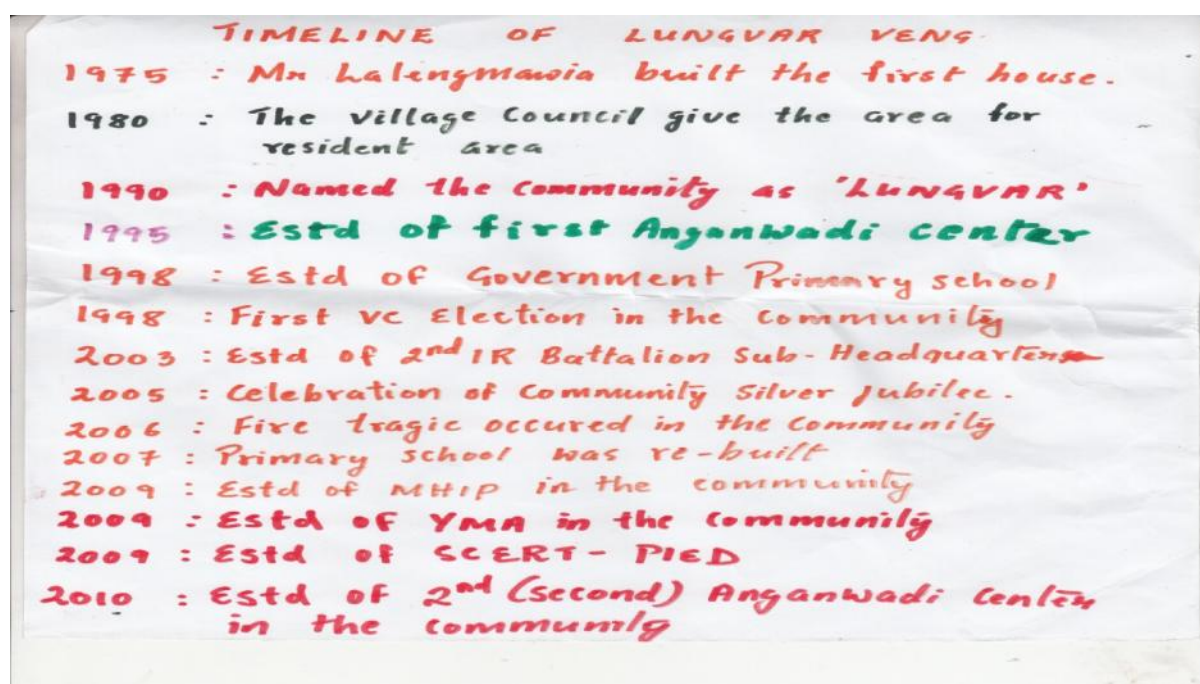 TIMELINE OF LUNGVAR VENG.
1975 : Mr Lalengmawia built the first house.
1980 : The Village Council give the area for
resident area
1990 : Named the community as 'LUNGVAR'
1995 : Estd of first Anganwadi center
1998 : Estd of Government Primary school
1998 : First VC Election in the community
2003 : Estd of 2nd IR Battalion Sub-Headquarters
2005 : Celebration of Community Silver Jubilee.
2006 : Fire tragic occured in the community
2007 : Primary school was re-built
2009 : Estd of MHIP in the community
2009 : Estd of YMA in the community
2009 : Estd of SCERT - PIED
2010 : Estd of 2nd (second) Anganwadi Center
in the community